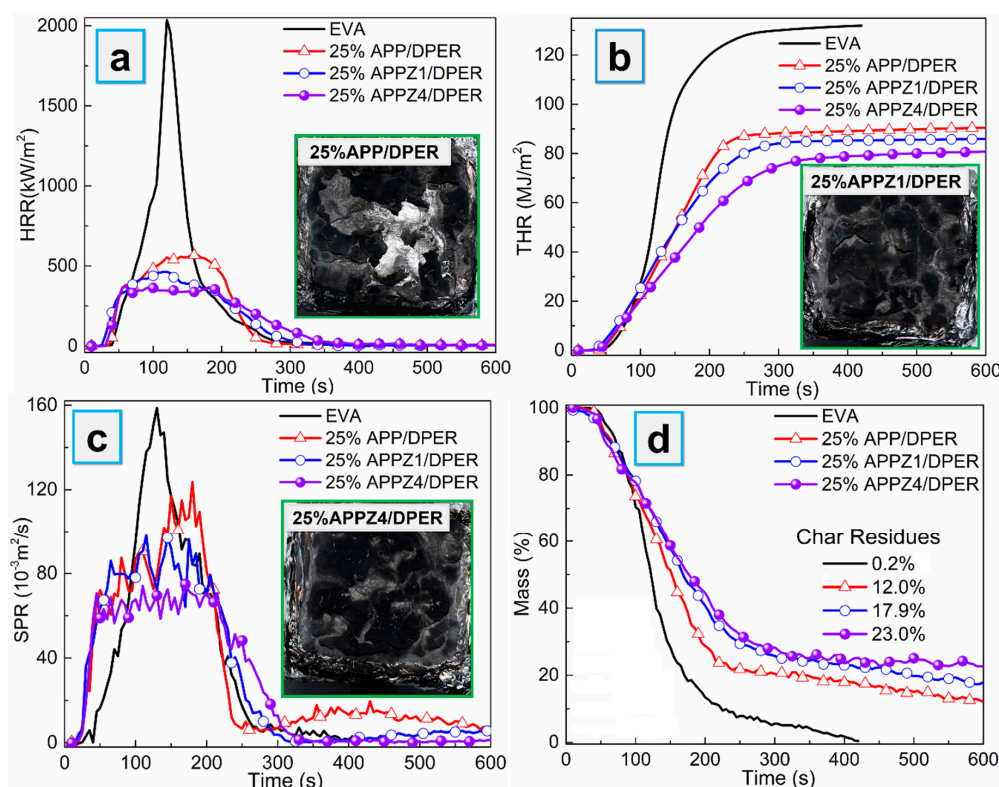 a
EVA
25% APP/DPER
25% APPZ1/DPER
25% APPZ4/DPER
25%APP/DPER
HRR(kW/m²)
2000
1500
1000
500
0
0 100 200 300 400 500 600
Time (s)
b
EVA
25% APP/DPER
25% APPZ1/DPER
25% APPZ4/DPER
25%APPZ1/DPER
THR (MJ/m²)
120
100
80
60
40
20
0
0 100 200 300 400 500 600
Time (s)
c
EVA
25% APP/DPER
25% APPZ1/DPER
25% APPZ4/DPER
25%APPZ4/DPER
SPR (10⁻³m²/s)
160
120
80
40
0
0 100 200 300 400 500 600
Time (s)
d
EVA
25% APP/DPER
25% APPZ1/DPER
25% APPZ4/DPER
Char Residues
0.2%
12.0%
17.9%
23.0%
Mass (%)
100
80
60
40
20
0
0 100 200 300 400 500 600
Time (s)